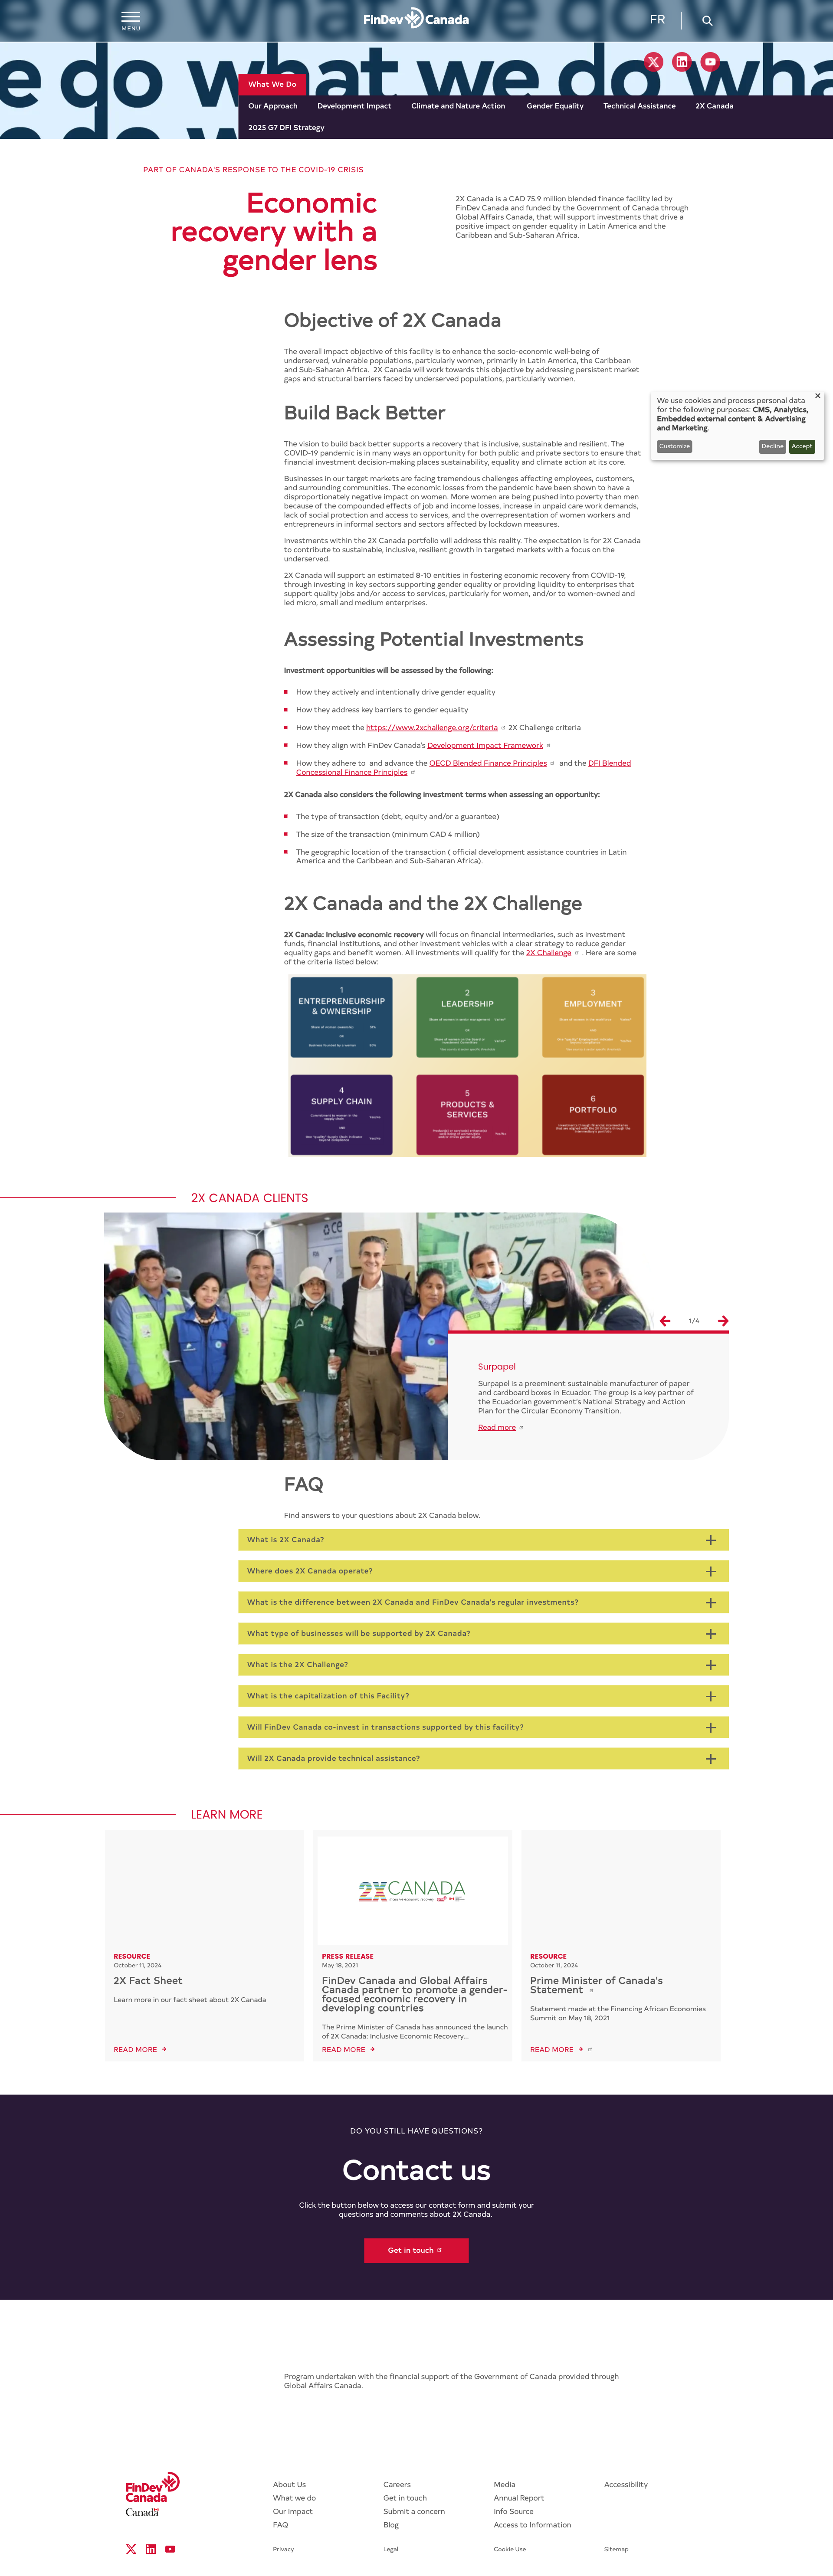 MENU
FinDev Canada
FR
e do what we do what we do wha
What We Do
Our Approach
Development Impact
Climate and Nature Action
Gender Equality
Technical Assistance
2X Canada
2025 G7 DFI Strategy
PART OF CANADA'S RESPONSE TO THE COVID-19 CRISIS
Economic
recovery with a
gender lens
2X Canada is a CAD 75.9 million blended finance facility led by
FinDev Canada and funded by the Government of Canada through
Global Affairs Canada, that will support investments that drive a
positive impact on gender equality in Latin America and the
Caribbean and Sub-Saharan Africa.
Objective of 2X Canada
The overall impact objective of this facility is to enhance the socio-economic well-being of
underserved, vulnerable populations, particularly women, primarily in Latin America, the Caribbean
and Sub-Saharan Africa. 2X Canada will work towards this objective by addressing persistent market
gaps and structural barriers faced by underserved populations, particularly women.
We use cookies and process personal data
for the following purposes: CMS, Analytics,
Embedded external content & Advertising
and Marketing.
Customize
Decline
Accept
Build Back Better
The vision to build back better supports a recovery that is inclusive, sustainable and resilient. The
COVID-19 pandemic is in many ways an opportunity for both public and private sectors to ensure that
financial investment decision-making places sustainability, equality and climate action at its core.
Businesses in our target markets are facing tremendous challenges affecting employees, customers,
and surrounding communities. The economic losses from the pandemic have been shown to have a
disproportionately negative impact on women. More women are being pushed into poverty than men
because of the compounded effects of job and income losses, increase in unpaid care work demands,
lack of social protection and access to services, and the overrepresentation of women workers and
entrepreneurs in informal sectors and sectors affected by lockdown measures.
Investments within the 2X Canada portfolio will address this reality. The expectation is for 2X Canada
to contribute to sustainable, inclusive, resilient growth in targeted markets with a focus on the
underserved.
2X Canada will support an estimated 8-10 entities in fostering economic recovery from COVID-19,
through investing in key sectors supporting gender equality or providing liquidity to enterprises that
support quality jobs and/or access to services, particularly for women, and/or to women-owned and
led micro, small and medium enterprises.
Assessing Potential Investments
Investment opportunities will be assessed by the following:
How they actively and intentionally drive gender equality
How they address key barriers to gender equality
How they meet the https://www.2xchallenge.org/criteria 2X Challenge criteria
How they align with FinDev Canada's Development Impact Framework
How they adhere to and advance the OECD Blended Finance Principles and the DFI Blended
Concessional Finance Principles
2X Canada also considers the following investment terms when assessing an opportunity:
The type of transaction (debt, equity and/or a guarantee)
The size of the transaction (minimum CAD 4 million)
The geographic location of the transaction ( official development assistance countries in Latin
America and the Caribbean and Sub-Saharan Africa).
2X Canada and the 2X Challenge
2X Canada: Inclusive economic recovery will focus on financial intermediaries, such as investment
funds, financial institutions, and other investment vehicles with a clear strategy to reduce gender
equality gaps and benefit women. All investments will qualify for the 2X Challenge . Here are some
of the criteria listed below:
1
ENTREPRENEURSHIP
& OWNERSHIP
Share of women ownership 51%
OR
Business founded by a woman
2
LEADERSHIP
OR
3
EMPLOYMENT
4
SUPPLY CHAIN
Yes/No
Yes/No
5
PRODUCTS &
SERVICES
Yes/No
6
PORTFOLIO
2X CANADA CLIENTS
57
1/4
Surpapel
Surpapel is a preeminent sustainable manufacturer of paper
and cardboard boxes in Ecuador. The group is a key partner of
the Ecuadorian government's National Strategy and Action
Plan for the Circular Economy Transition.
Read more
FAQ
Find answers to your questions about 2X Canada below.
What is 2X Canada?
Where does 2X Canada operate?
What is the difference between 2X Canada and FinDev Canada's regular investments?
What type of businesses will be supported by 2X Canada?
What is the 2X Challenge?
What is the capitalization of this Facility?
Will FinDev Canada co-invest in transactions supported by this facility?
Will 2X Canada provide technical assistance?
LEARN MORE
RESOURCE
October 11, 2024
2X Fact Sheet
Learn more in our fact sheet about 2X Canada
READ MORE
2XCANADA
PRESS RELEASE
May 18, 2021
FinDev Canada and Global Affairs
Canada partner to promote a gender-
focused economic recovery in
developing countries
The Prime Minister of Canada has announced the launch
of 2X Canada: Inclusive Economic Recovery...
READ MORE
RESOURCE
October 11, 2024
Prime Minister of Canada's
Statement
Statement made at the Financing African Economies
Summit on May 18, 2021
READ MORE
DO YOU STILL HAVE QUESTIONS?
Contact us
Click the button below to access our contact form and submit your
questions and comments about 2X Canada.
Get in touch
Program undertaken with the financial support of the Government of Canada provided through
Global Affairs Canada.
FinDev
Canada
Canada
About Us
What we do
Our Impact
FAQ
Careers
Get in touch
Submit a concern
Blog
Media
Annual Report
Info Source
Access to Information
Accessibility
Privacy
Legal
Cookie Use
Sitemap